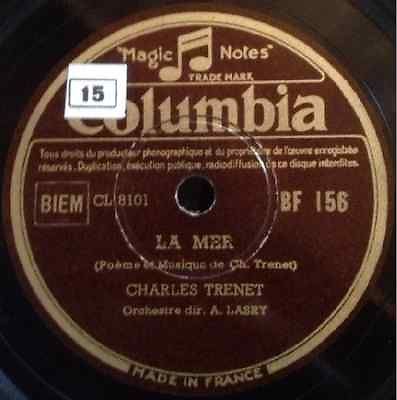 "Magic Notes"
TRADE MARK
15
Columbia
Tous droits du producteur phonographique et du propriétaire de l'œuvre enregistrée
réservés. Duplication, exécution publique, radiodiffusion de ce disque interdites.
BIEM CL 8101
BF 156
LA MER
(Poème et Musique de Ch. Trenet)
CHARLES TRENET
Orchestre dir. A. LASRY
MADE IN FRANCE